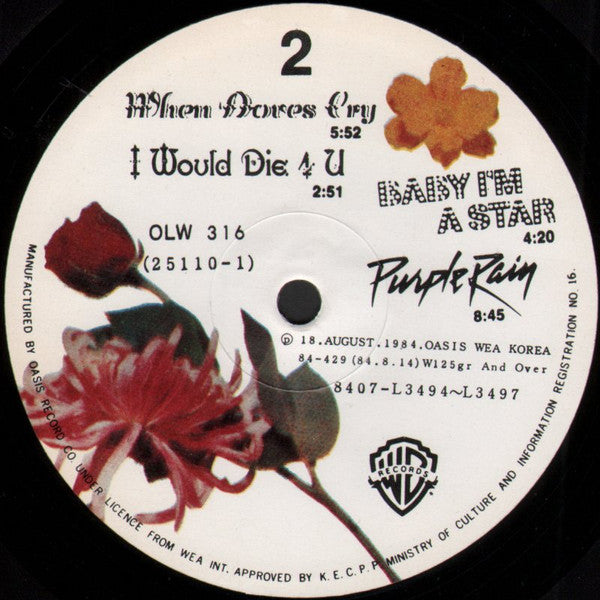 2
When Doves Cry
5:52
I Would Die 4 U
2:51
BABY I'M
A STAR
4:20
OLW 316
(25110-1)
Purple Rain
8:45
℗ 18.AUGUST.1984.OASIS WEA KOREA
84-429(84.8.14)W125gr And Over
8407-L3494~L3497
WB
RECORDS
MANUFACTURED BY OASIS RECORD CO. UNDER LICENCE FROM WEA INT. APPROVED BY K.E.C.P.P MINISTRY OF CULTURE AND INFORMATION REGISTRATION NO. 16.